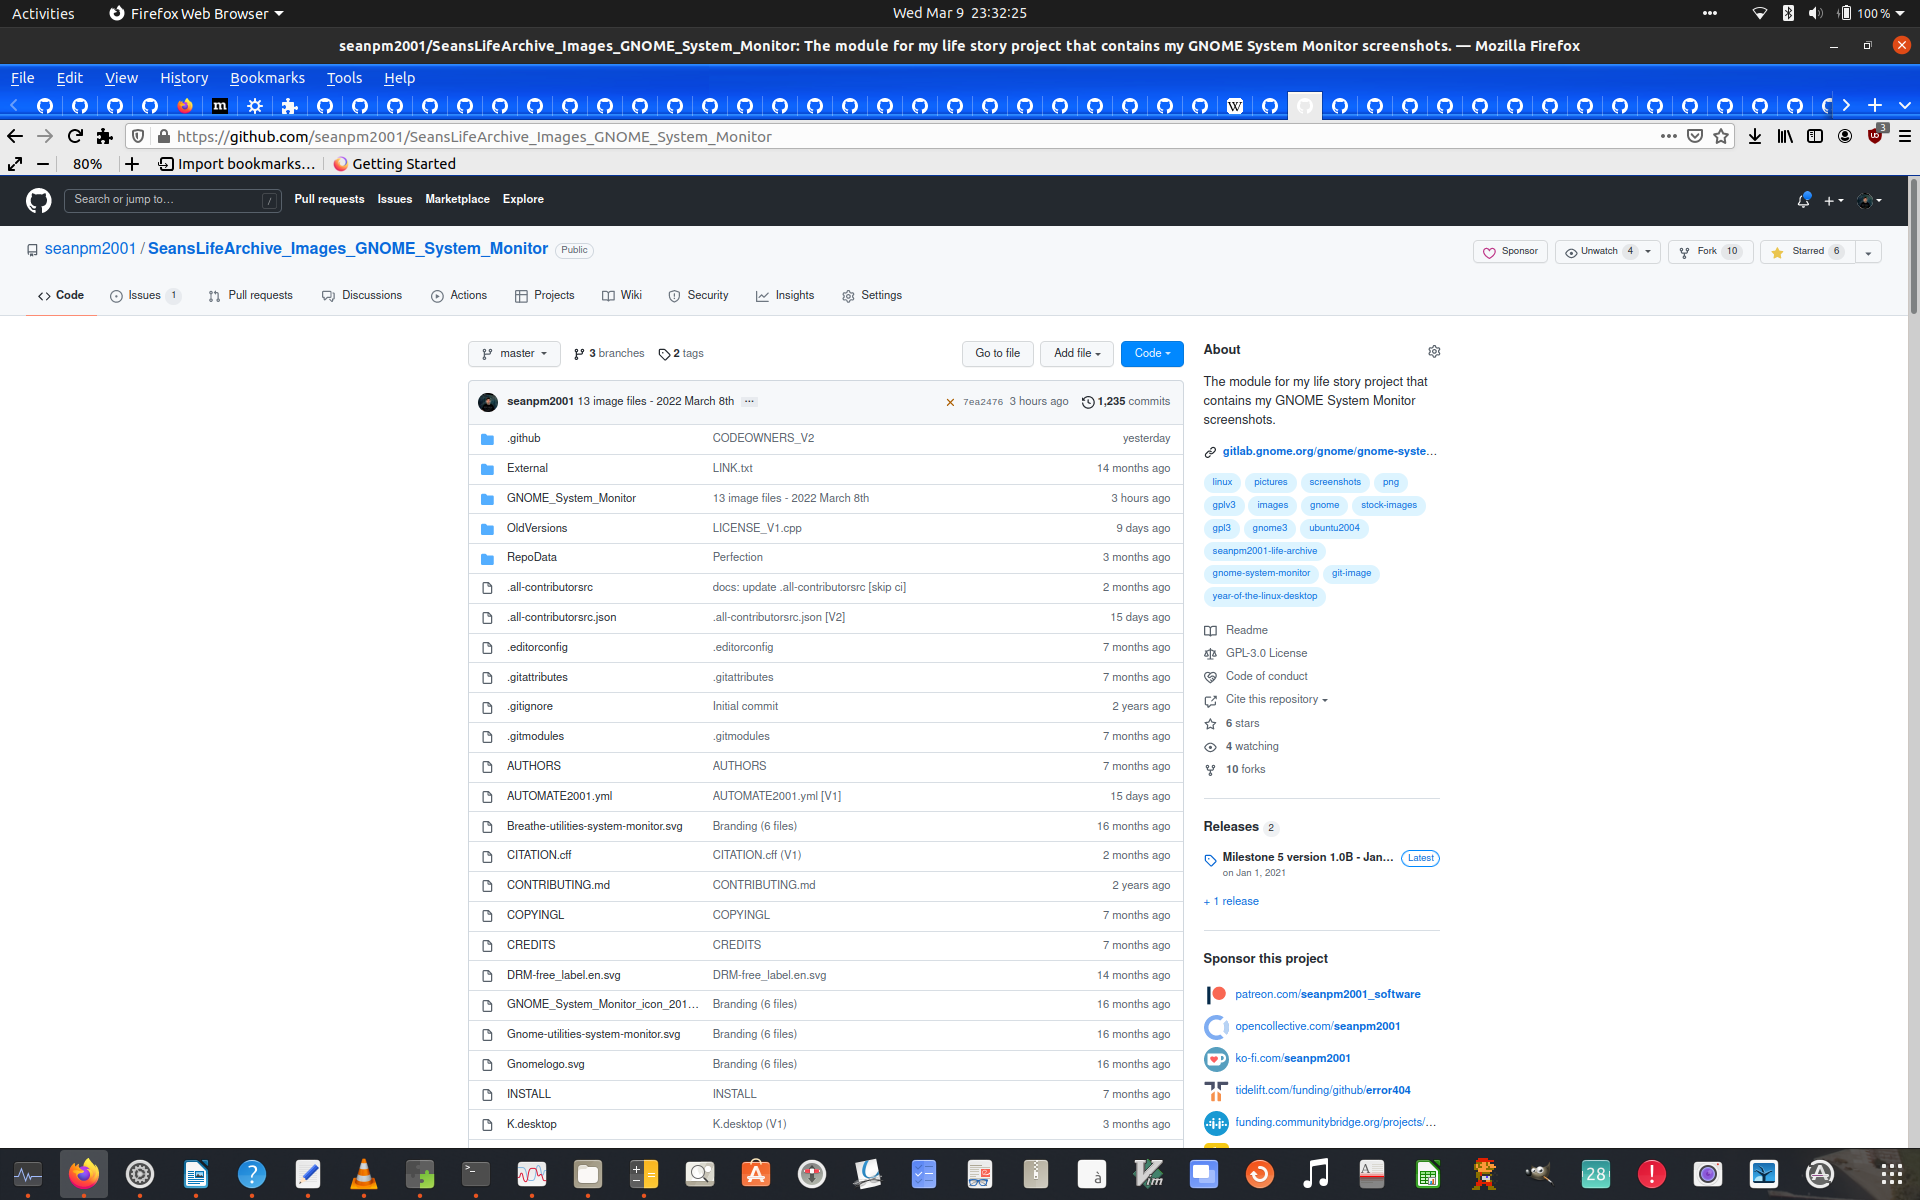 Activities
Firefox Web Browser
Wed Mar 9 23:32:25
100 %
seanpm2001/SeansLifeArchive_Images_GNOME_System_Monitor: The module for my life story project that contains my GNOME System Monitor screenshots. — Mozilla Firefox
File Edit View History Bookmarks Tools Help
https://github.com/seanpm2001/SeansLifeArchive_Images_GNOME_System_Monitor
3
80%
Import bookmarks…
Getting Started
Search or jump to…
/
Pull requests Issues Marketplace Explore
seanpm2001 / SeansLifeArchive_Images_GNOME_System_Monitor Public
Sponsor
Unwatch 4
Fork 10
Starred 6
Code
Issues 1
Pull requests
Discussions
Actions
Projects
Wiki
Security
Insights
Settings
master
3 branches
2 tags
Go to file
Add file
Code
seanpm2001 13 image files - 2022 March 8th ... 7ea2476 3 hours ago 1,235 commits
.github CODEOWNERS_V2 yesterday
External LINK.txt 14 months ago
GNOME_System_Monitor 13 image files - 2022 March 8th 3 hours ago
OldVersions LICENSE_V1.cpp 9 days ago
RepoData Perfection 3 months ago
.all-contributorsrc docs: update .all-contributorsrc [skip ci] 2 months ago
.all-contributorsrc.json .all-contributorsrc.json [V2] 15 days ago
.editorconfig .editorconfig 7 months ago
.gitattributes .gitattributes 7 months ago
.gitignore Initial commit 2 years ago
.gitmodules .gitmodules 7 months ago
AUTHORS AUTHORS 7 months ago
AUTOMATE2001.yml AUTOMATE2001.yml [V1] 15 days ago
Breathe-utilities-system-monitor.svg Branding (6 files) 16 months ago
CITATION.cff CITATION.cff (V1) 2 months ago
CONTRIBUTING.md CONTRIBUTING.md 2 years ago
COPYINGL COPYINGL 7 months ago
CREDITS CREDITS 7 months ago
DRM-free_label.en.svg DRM-free_label.en.svg 14 months ago
GNOME_System_Monitor_icon_201… Branding (6 files) 16 months ago
Gnome-utilities-system-monitor.svg Branding (6 files) 16 months ago
Gnomelogo.svg Branding (6 files) 16 months ago
INSTALL INSTALL 7 months ago
K.desktop K.desktop (V1) 3 months ago
About
The module for my life story project that
contains my GNOME System Monitor
screenshots.
gitlab.gnome.org/gnome/gnome-syste…
linux pictures screenshots png
gplv3 images gnome stock-images
gpl3 gnome3 ubuntu2004
seanpm2001-life-archive
gnome-system-monitor git-image
year-of-the-linux-desktop
Readme
GPL-3.0 License
Code of conduct
Cite this repository
6 stars
4 watching
10 forks
Releases 2
Milestone 5 version 1.0B - Jan… Latest
on Jan 1, 2021
+ 1 release
Sponsor this project
patreon.com/seanpm2001_software
opencollective.com/seanpm2001
ko-fi.com/seanpm2001
tidelift.com/funding/github/error404
funding.communitybridge.org/projects/…
28